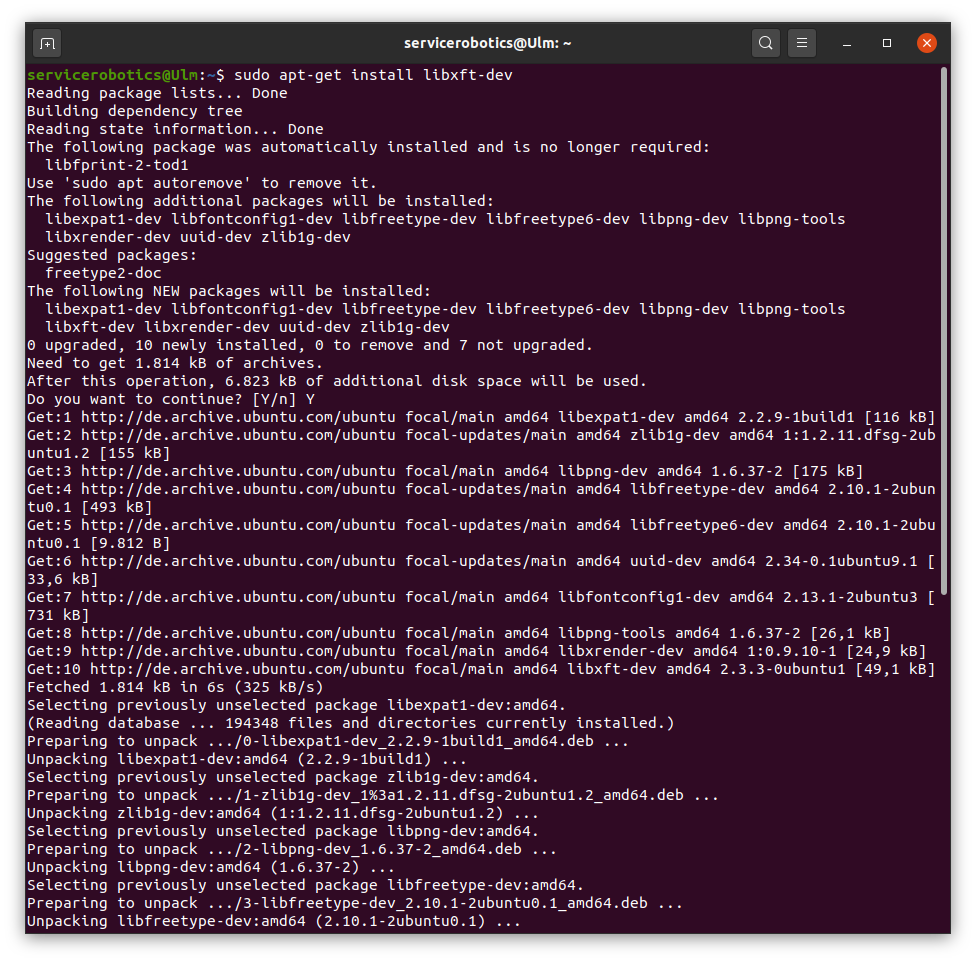 servicerobotics@Ulm: ~
servicerobotics@Ulm:~$ sudo apt-get install libxft-dev
Reading package lists... Done
Building dependency tree
Reading state information... Done
The following package was automatically installed and is no longer required:
  libfprint-2-tod1
Use 'sudo apt autoremove' to remove it.
The following additional packages will be installed:
  libexpat1-dev libfontconfig1-dev libfreetype-dev libfreetype6-dev libpng-dev libpng-tools
  libxrender-dev uuid-dev zlib1g-dev
Suggested packages:
  freetype2-doc
The following NEW packages will be installed:
  libexpat1-dev libfontconfig1-dev libfreetype-dev libfreetype6-dev libpng-dev libpng-tools
  libxft-dev libxrender-dev uuid-dev zlib1g-dev
0 upgraded, 10 newly installed, 0 to remove and 7 not upgraded.
Need to get 1.814 kB of archives.
After this operation, 6.823 kB of additional disk space will be used.
Do you want to continue? [Y/n] Y
Get:1 http://de.archive.ubuntu.com/ubuntu focal/main amd64 libexpat1-dev amd64 2.2.9-1build1 [116 kB]
Get:2 http://de.archive.ubuntu.com/ubuntu focal-updates/main amd64 zlib1g-dev amd64 1:1.2.11.dfsg-2ub
untu1.2 [155 kB]
Get:3 http://de.archive.ubuntu.com/ubuntu focal/main amd64 libpng-dev amd64 1.6.37-2 [175 kB]
Get:4 http://de.archive.ubuntu.com/ubuntu focal-updates/main amd64 libfreetype-dev amd64 2.10.1-2ubun
tu0.1 [493 kB]
Get:5 http://de.archive.ubuntu.com/ubuntu focal-updates/main amd64 libfreetype6-dev amd64 2.10.1-2ubu
ntu0.1 [9.812 B]
Get:6 http://de.archive.ubuntu.com/ubuntu focal-updates/main amd64 uuid-dev amd64 2.34-0.1ubuntu9.1 [
33,6 kB]
Get:7 http://de.archive.ubuntu.com/ubuntu focal/main amd64 libfontconfig1-dev amd64 2.13.1-2ubuntu3 [
731 kB]
Get:8 http://de.archive.ubuntu.com/ubuntu focal/main amd64 libpng-tools amd64 1.6.37-2 [26,1 kB]
Get:9 http://de.archive.ubuntu.com/ubuntu focal/main amd64 libxrender-dev amd64 1:0.9.10-1 [24,9 kB]
Get:10 http://de.archive.ubuntu.com/ubuntu focal/main amd64 libxft-dev amd64 2.3.3-0ubuntu1 [49,1 kB]
Fetched 1.814 kB in 6s (325 kB/s)
Selecting previously unselected package libexpat1-dev:amd64.
(Reading database ... 194348 files and directories currently installed.)
Preparing to unpack .../0-libexpat1-dev_2.2.9-1build1_amd64.deb ...
Unpacking libexpat1-dev:amd64 (2.2.9-1build1) ...
Selecting previously unselected package zlib1g-dev:amd64.
Preparing to unpack .../1-zlib1g-dev_1%3a1.2.11.dfsg-2ubuntu1.2_amd64.deb ...
Unpacking zlib1g-dev:amd64 (1:1.2.11.dfsg-2ubuntu1.2) ...
Selecting previously unselected package libpng-dev:amd64.
Preparing to unpack .../2-libpng-dev_1.6.37-2_amd64.deb ...
Unpacking libpng-dev:amd64 (1.6.37-2) ...
Selecting previously unselected package libfreetype-dev:amd64.
Preparing to unpack .../3-libfreetype-dev_2.10.1-2ubuntu0.1_amd64.deb ...
Unpacking libfreetype-dev:amd64 (2.10.1-2ubuntu0.1) ...